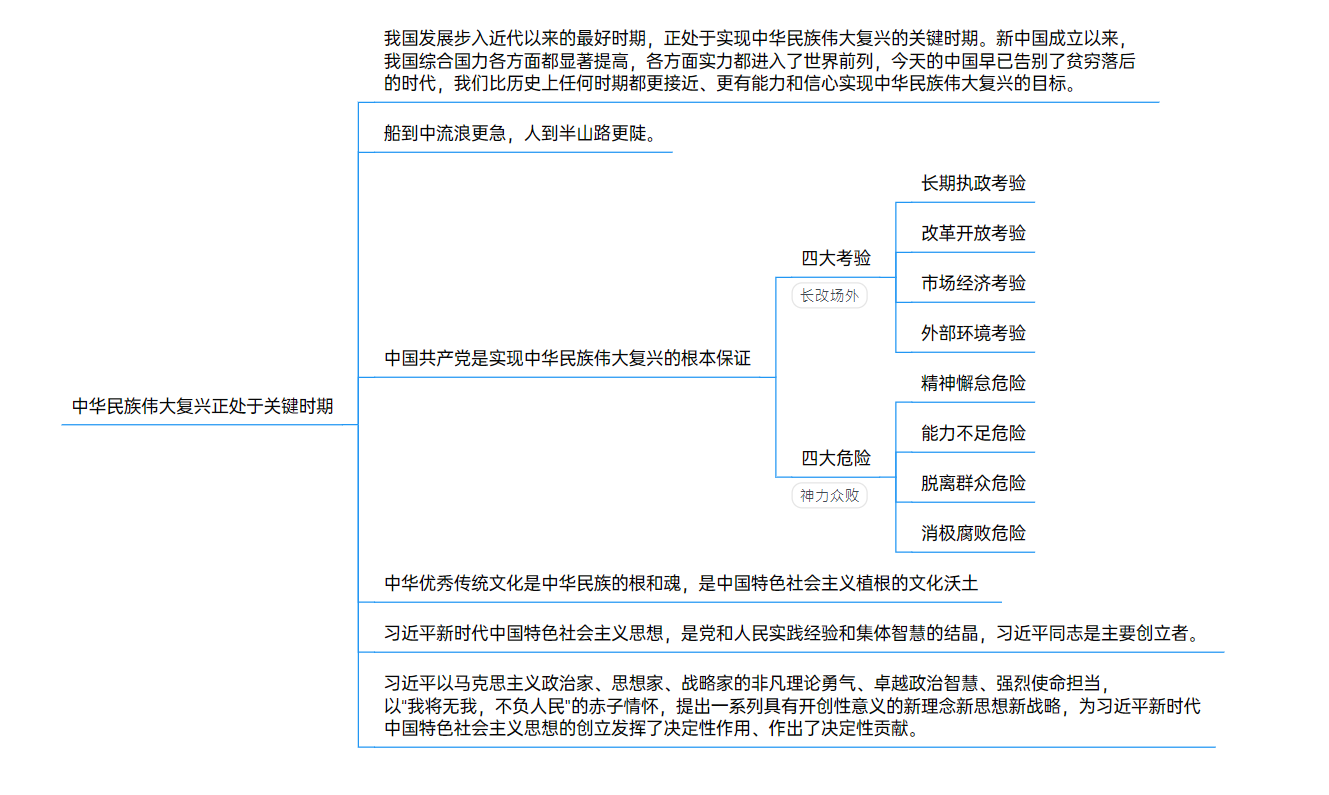 我国发展步入近代以来的最好时期，正处于实现中华民族伟大复兴的关键时期。新中国成立以来，
我国综合国力各方面都显著提高，各方面实力都进入了世界前列，今天的中国早已告别了贫穷落后
的时代，我们比历史上任何时期都更接近、更有能力和信心实现中华民族伟大复兴的目标。
船到中流浪更急，人到半山路更陡。
长期执政考验
改革开放考验
四大考验
市场经济考验
长改场外
外部环境考验
中国共产党是实现中华民族伟大复兴的根本保证
精神懈怠危险
中华民族伟大复兴正处于关键时期
能力不足危险
四大危险
脱离群众危险
神力众败
消极腐败危险
中华优秀传统文化是中华民族的根和魂，是中国特色社会主义植根的文化沃土
习近平新时代中国特色社会主义思想，是党和人民实践经验和集体智慧的结晶，习近平同志是主要创立者。
习近平以马克思主义政治家、思想家、战略家的非凡理论勇气、卓越政治智慧、强烈使命担当，
以"我将无我，不负人民"的赤子情怀，提出一系列具有开创性意义的新理念新思想新战略，为习近平新时代
中国特色社会主义思想的创立发挥了决定性作用、作出了决定性贡献。